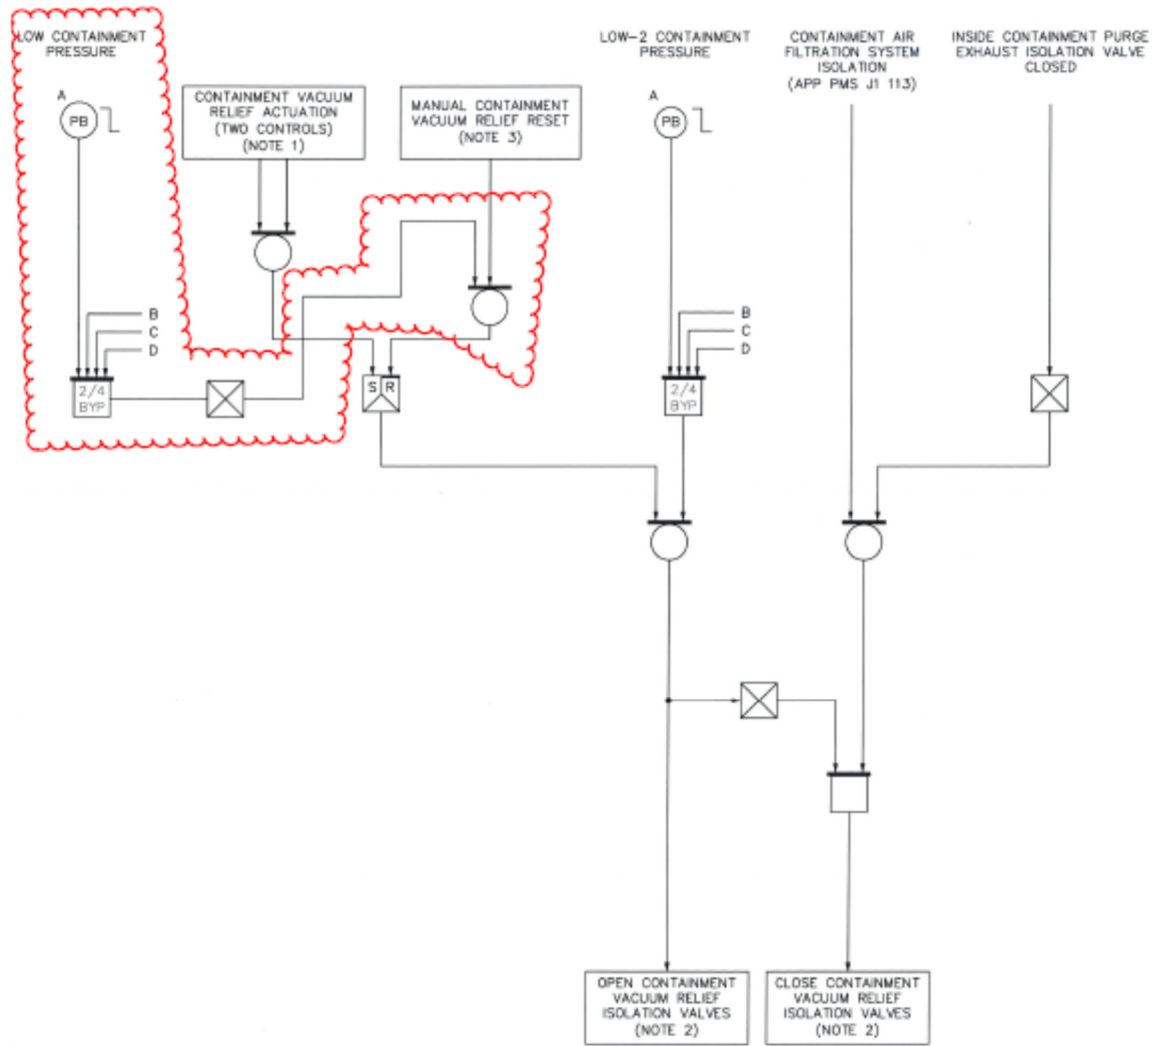 LOW CONTAINMENT
PRESSURE
A
PB
CONTAINMENT VACUUM
RELIEF ACTUATION
(TWO CONTROLS)
(NOTE 1)
MANUAL CONTAINMENT
VACUUM RELIEF RESET
(NOTE 3)
LOW-2 CONTAINMENT
PRESSURE
A
PB
CONTAINMENT AIR
FILTRATION SYSTEM
ISOLATION
(APP PMS J1 113)
INSIDE CONTAINMENT PURGE
EXHAUST ISOLATION VALVE
CLOSED
B
C
D
2/4
BYP
S R
B
C
D
2/4
BYP
OPEN CONTAINMENT
VACUUM RELIEF
ISOLATION VALVES
(NOTE 2)
CLOSE CONTAINMENT
VACUUM RELIEF
ISOLATION VALVES
(NOTE 2)